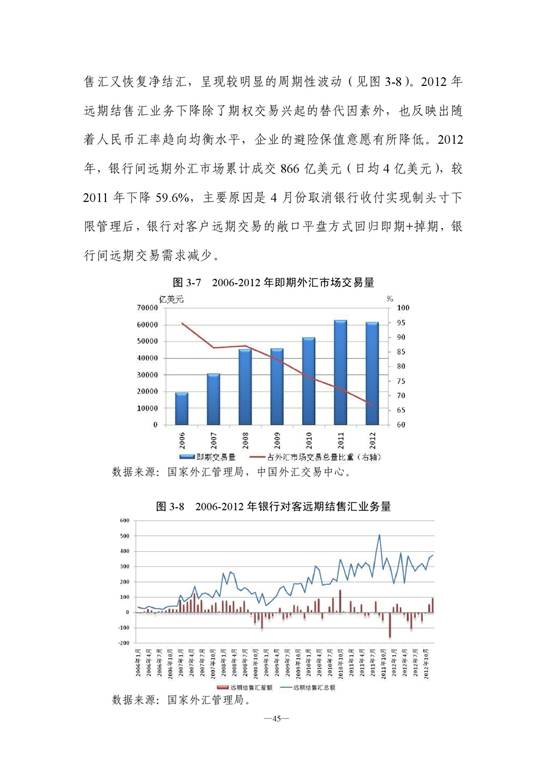 售汇又恢复净结汇，呈现较明显的周期性波动（见图 3-8）。2012 年
远期结售汇业务下降除了期权交易兴起的替代因素外，也反映出随
着人民币汇率趋向均衡水平，企业的避险保值意愿有所降低。2012
年，银行间远期外汇市场累计成交 866 亿美元（日均 4 亿美元），较
2011 年下降 59.6%，主要原因是 4 月份取消银行收付实现制头寸下
限管理后，银行对客户远期交易的敞口平盘方式回归即期+掉期，银
行间远期交易需求减少。
图 3-7 2006-2012 年即期外汇市场交易量
亿美元 %
70000 100
60000 95
50000 90
40000 85
30000 80
20000 75
10000 70
0 65
60
2006 2007 2008 2009 2010 2011 2012
即期交易量 占外汇市场交易总量比重（右轴）
数据来源：国家外汇管理局，中国外汇交易中心。
图 3-8 2006-2012 年银行对客远期结售汇业务量
600
500
400
300
200
100
0
-100
-200
2006年1月 2006年4月 2006年7月 2006年10月 2007年1月 2007年4月 2007年7月 2007年10月 2008年1月 2008年4月 2008年7月 2008年10月 2009年1月 2009年4月 2009年7月 2009年10月 2010年1月 2010年4月 2010年7月 2010年10月 2011年1月 2011年4月 2011年7月 2011年10月 2012年1月 2012年4月 2012年7月 2012年10月
远期结售汇差额 远期结售汇总额
数据来源：国家外汇管理局。
—45—